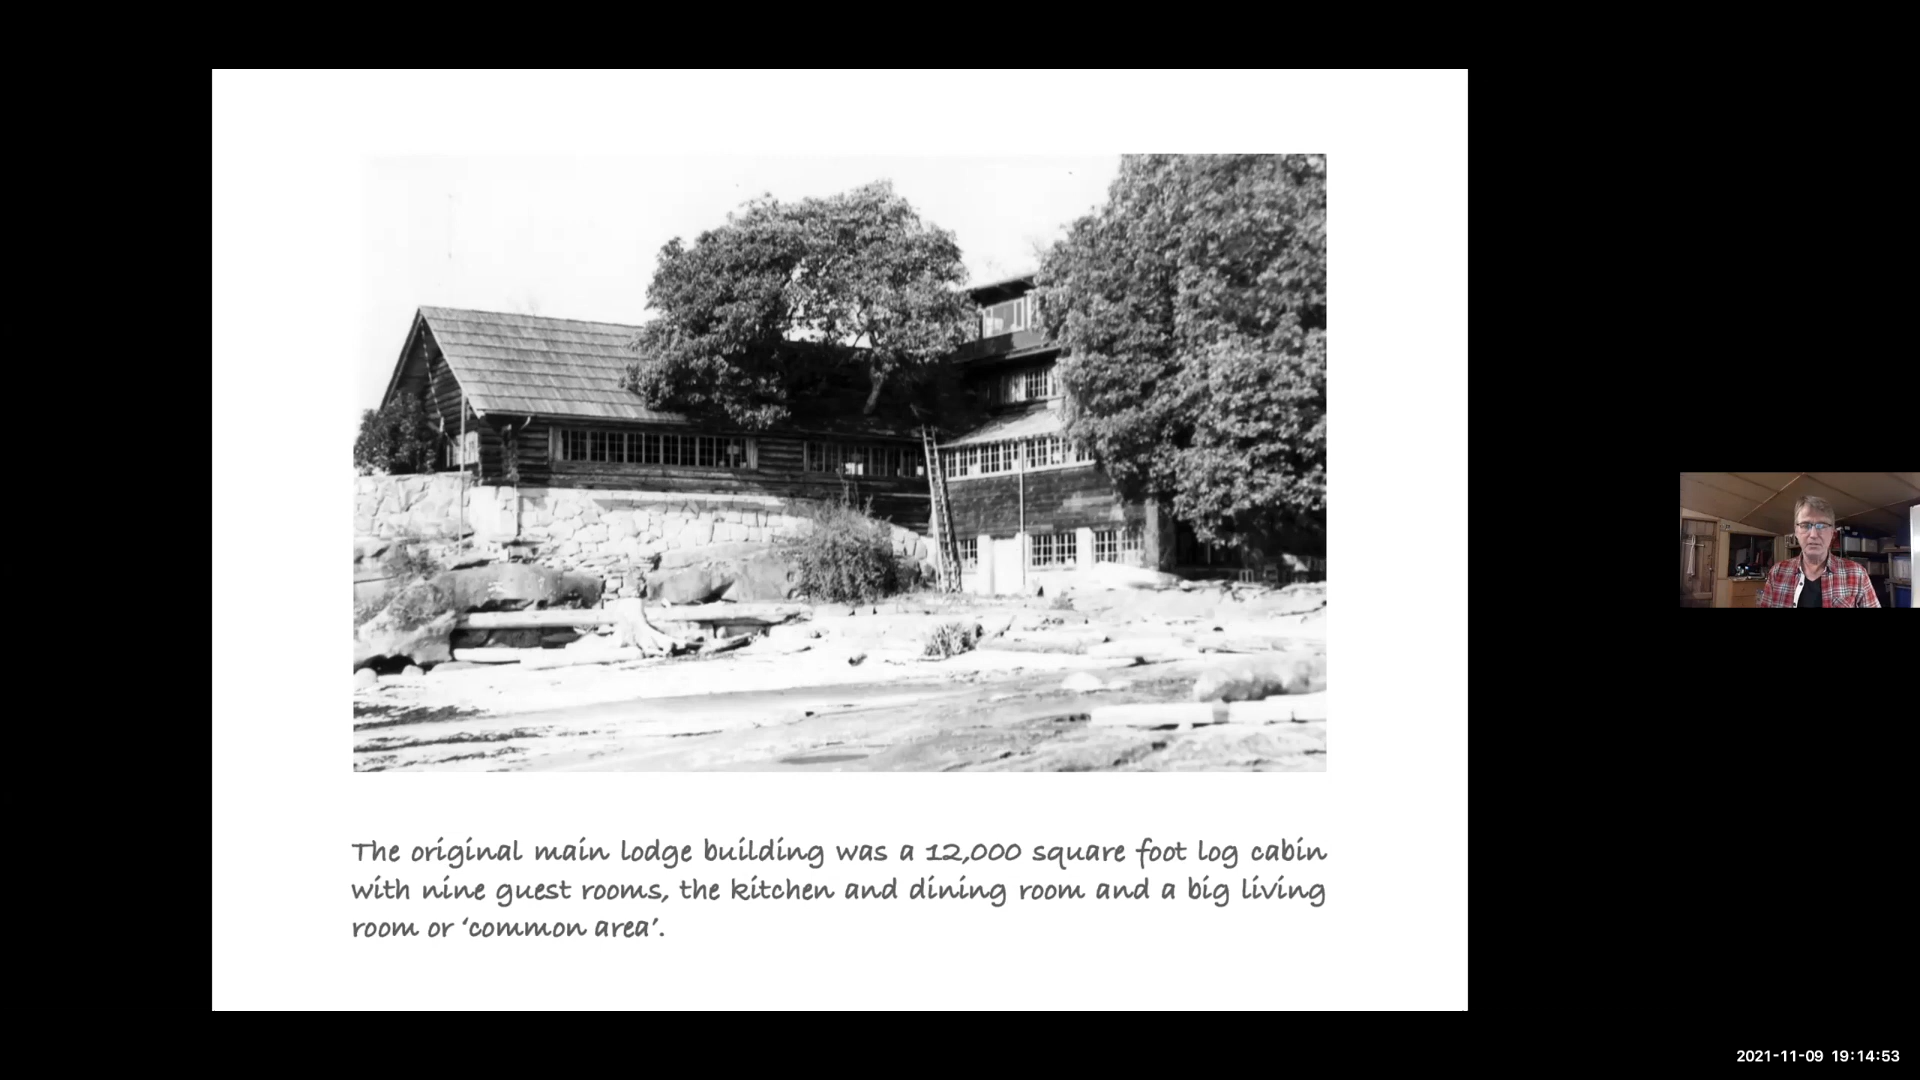 The original main lodge building was a 12,000 square foot log cabin
with nine guest rooms, the kitchen and dining room and a big living
room or ‘common area’.
2021-11-09 19:14:53